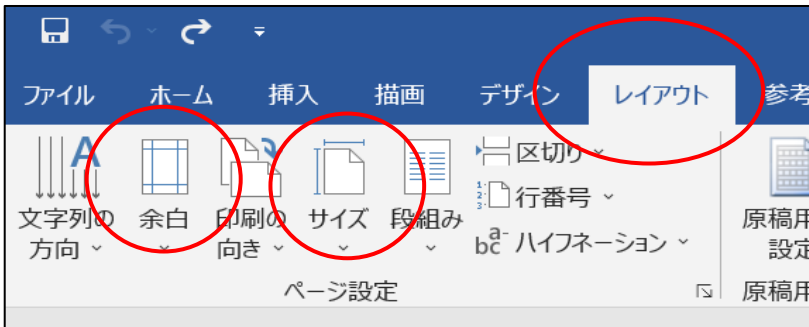 ファイル ホーム 挿入 描画 デザイン レイアウト 参考
文字列の
方向
余白
印刷の
向き
サイズ
段組み
区切り
行番号
ハイフネーション
原稿用
設定
ページ設定
原稿用